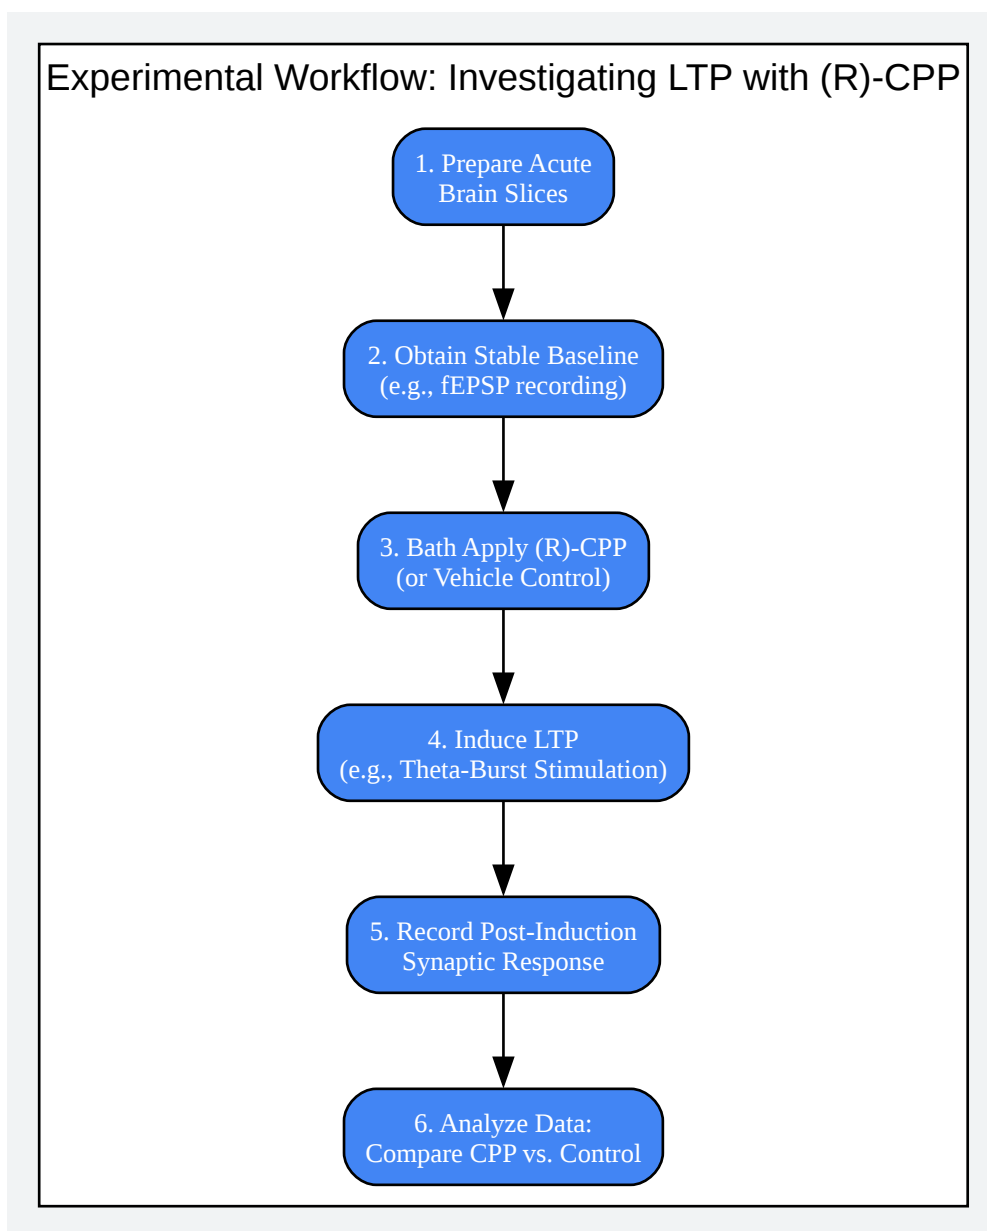 Experimental Workflow: Investigating LTP with (R)-CPP
1. Prepare Acute
Brain Slices
2. Obtain Stable Baseline
(e.g., fEPSP recording)
3. Bath Apply (R)-CPP
(or Vehicle Control)
4. Induce LTP
(e.g., Theta-Burst Stimulation)
5. Record Post-Induction
Synaptic Response
6. Analyze Data:
Compare CPP vs. Control